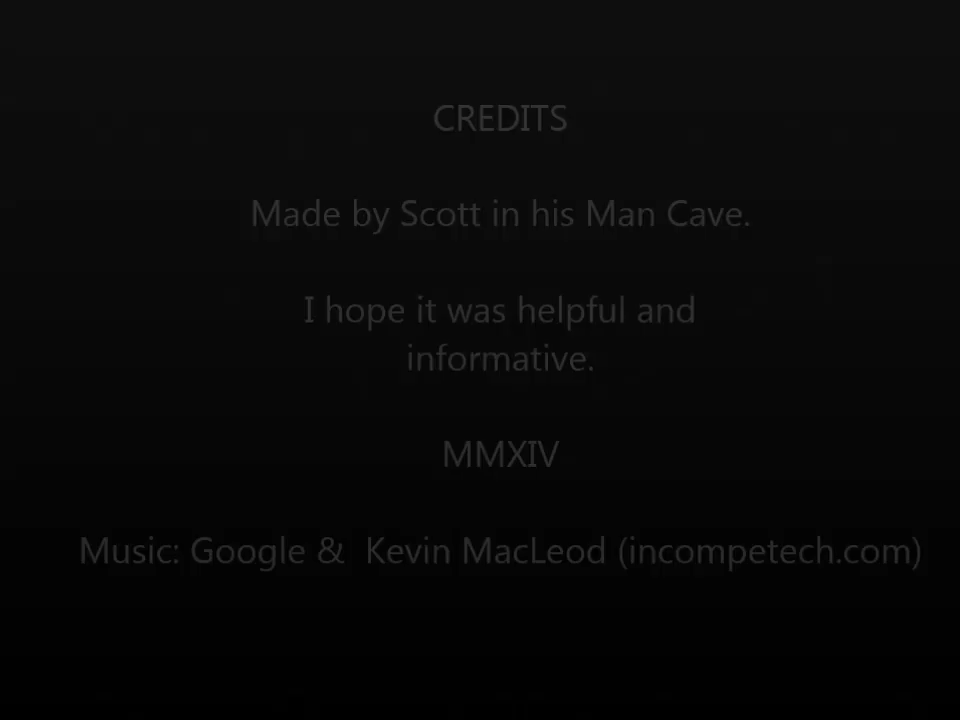 CREDITS
Made by Scott in his Man Cave.
I hope it was helpful and
informative.
MMXIV
Music: Google &  Kevin MacLeod (incompetech.com)